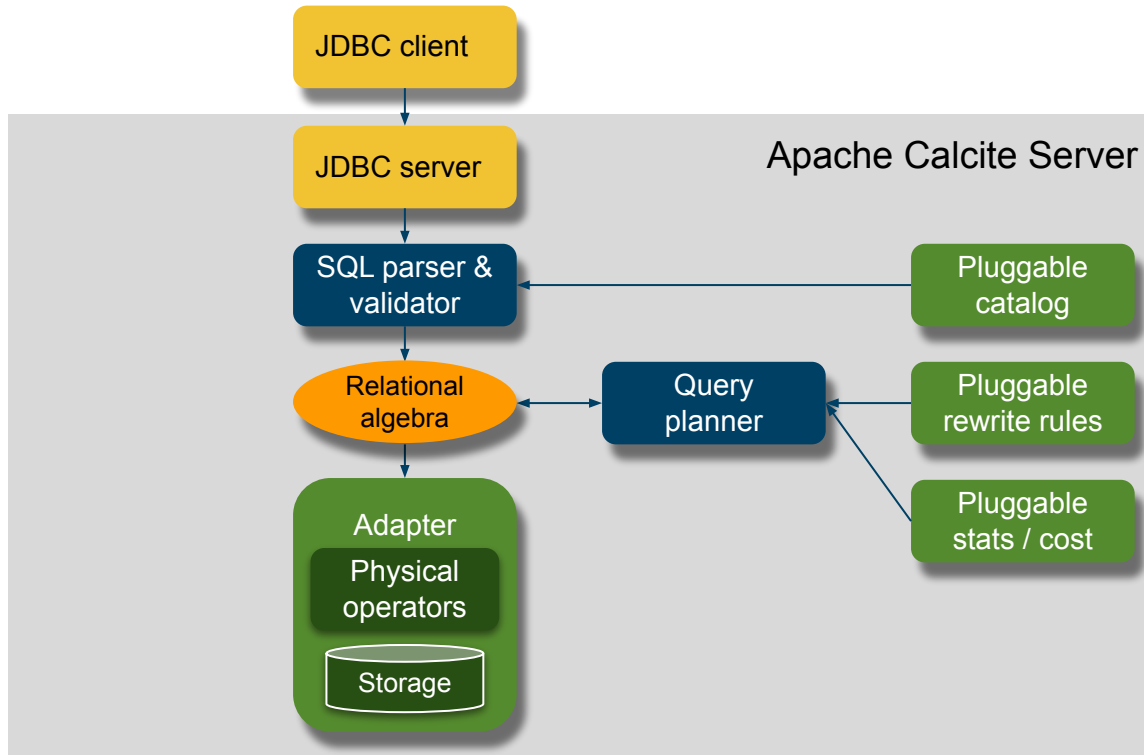 JDBC client
JDBC server
Apache Calcite Server
SQL parser &
validator
Pluggable
catalog
Relational
algebra
Query
planner
Pluggable
rewrite rules
Pluggable
stats / cost
Adapter
Physical
operators
Storage